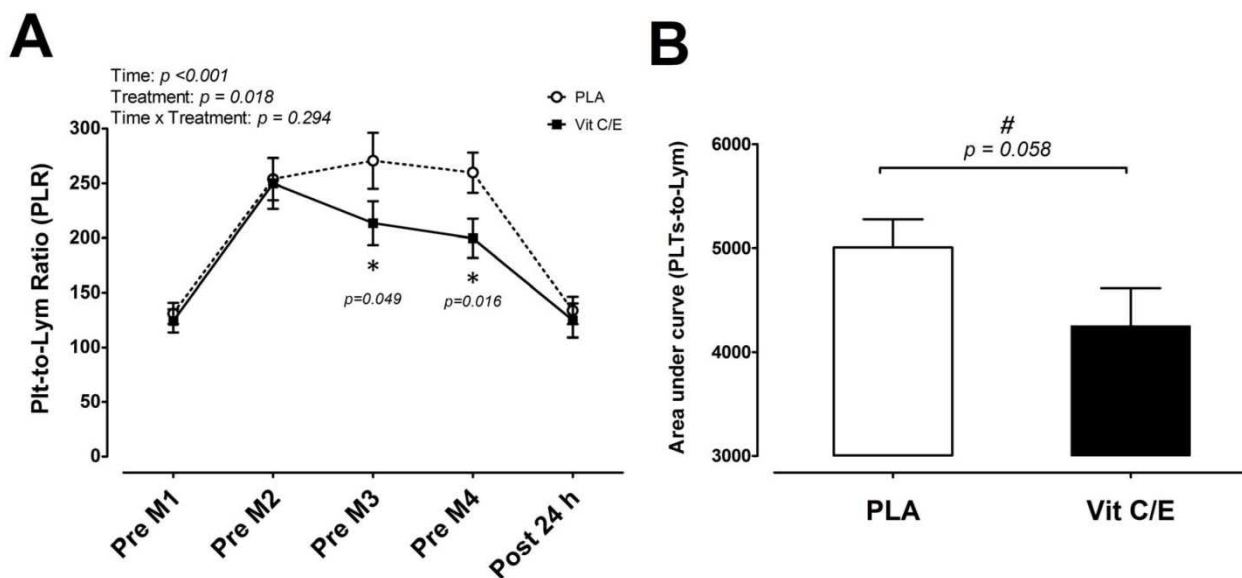 A
Time: p <0.001
Treatment: p = 0.018
Time x Treatment: p = 0.294
PLA
Vit C/E
Plt-to-Lym Ratio (PLR)
300
250
200
150
100
50
0
*
p=0.049
*
p=0.016
Pre M1
Pre M2
Pre M3
Pre M4
Post 24 h
B
#
p = 0.058
Area under curve (PLTs-to-Lym)
6000
5000
4000
3000
PLA
Vit C/E